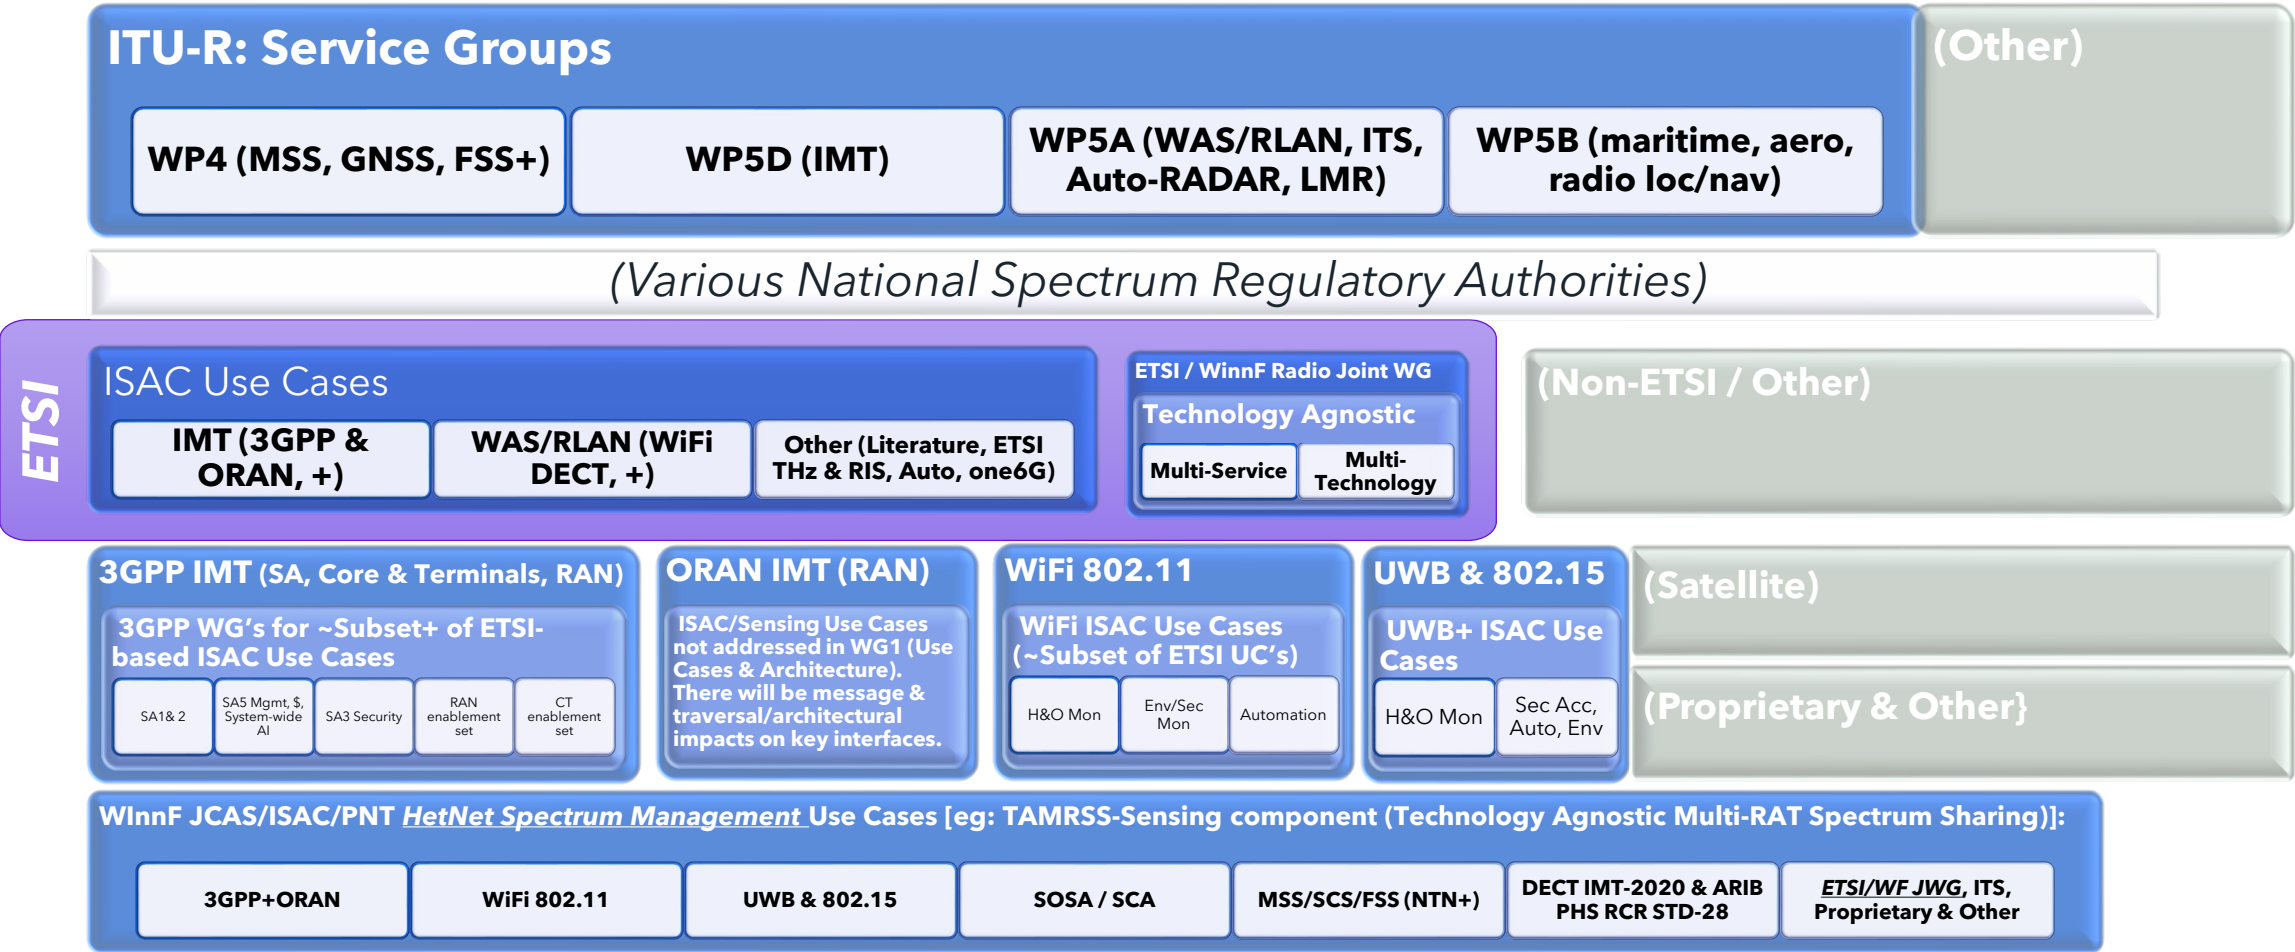 ITU-R: Service Groups
(Other)
WP4 (MSS, GNSS, FSS+)
WP5D (IMT)
WP5A (WAS/RLAN, ITS,
Auto-RADAR, LMR)
WP5B (maritime, aero,
radio loc/nav)
(Various National Spectrum Regulatory Authorities)
ETSI
ISAC Use Cases
IMT (3GPP &
ORAN, +)
WAS/RLAN (WiFi
DECT, +)
Other (Literature, ETSI
THz & RIS, Auto, one6G)
ETSI / WinnF Radio Joint WG
Technology Agnostic
Multi-Service
Multi-
Technology
(Non-ETSI / Other)
3GPP IMT (SA, Core & Terminals, RAN)
3GPP WG's for ~Subset+ of ETSI-
based ISAC Use Cases
SA1& 2
SA5 Mgmt, $,
System-wide
AI
SA3 Security
RAN
enablement
set
CT
enablement
set
ORAN IMT (RAN)
ISAC/Sensing Use Cases
not addressed in WG1 (Use
Cases & Architecture).
There will be message &
traversal/architectural
impacts on key interfaces.
WiFi 802.11
WiFi ISAC Use Cases
(~Subset of ETSI UC's)
H&O Mon
Env/Sec
Mon
Automation
UWB & 802.15
UWB+ ISAC Use
Cases
H&O Mon
Sec Acc,
Auto, Env
(Satellite)
(Proprietary & Other}
WInnF JCAS/ISAC/PNT HetNet Spectrum Management Use Cases [eg: TAMRSS-Sensing component (Technology Agnostic Multi-RAT Spectrum Sharing)]:
3GPP+ORAN
WiFi 802.11
UWB & 802.15
SOSA / SCA
MSS/SCS/FSS (NTN+)
DECT IMT-2020 & ARIB
PHS RCR STD-28
ETSI/WF JWG, ITS,
Proprietary & Other